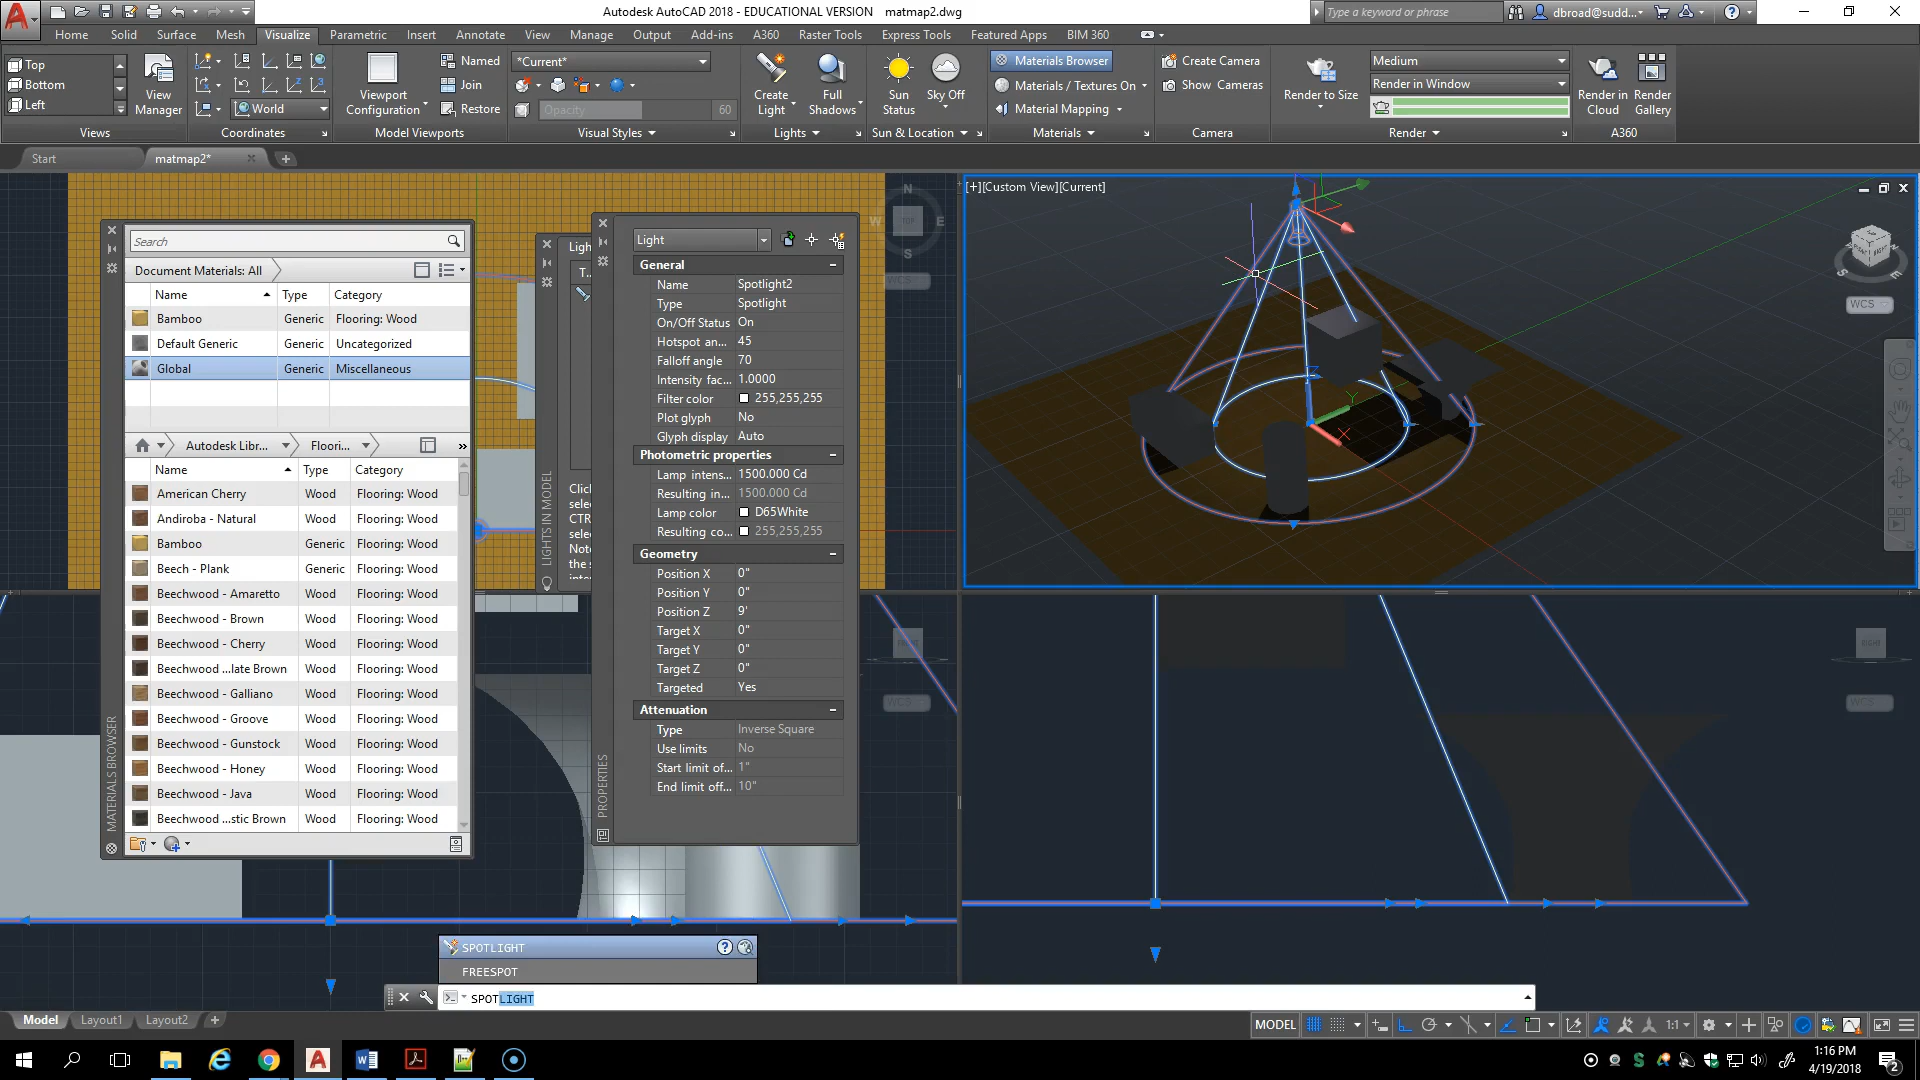 Autodesk AutoCAD 2018 - EDUCATIONAL VERSION matmap2.dwg
Type a keyword or phrase
dbroad@sudd...
Home Solid Surface Mesh Visualize Parametric Insert Annotate View Manage Output Add-ins A360 Raster Tools Express Tools Featured Apps BIM 360
Top
Bottom
Left
View Manager
World
Viewport Configuration
Named
Join
Restore
*Current*
Opacity 60
Create Light
Full Shadows
Sun Status
Sky Off
Materials Browser
Materials / Textures On
Material Mapping
Create Camera
Show Cameras
Render to Size
Medium
Render in Window
Render in Cloud
Render Gallery
Views Coordinates Model Viewports Visual Styles Lights Sun & Location Materials Camera Render A360
Start matmap2*
[+][Custom View][Current]
N
W TOP E
S
WCS
Search
Document Materials: All
Name Type Category
Bamboo Generic Flooring: Wood
Default Generic Generic Uncategorized
Global Generic Miscellaneous
Autodesk Libr... Floori...
Name Type Category
American Cherry Wood Flooring: Wood
Andiroba - Natural Wood Flooring: Wood
Bamboo Generic Flooring: Wood
Beech - Plank Generic Flooring: Wood
Beechwood - Amaretto Wood Flooring: Wood
Beechwood - Brown Wood Flooring: Wood
Beechwood - Cherry Wood Flooring: Wood
Beechwood ...late Brown Wood Flooring: Wood
Beechwood - Galliano Wood Flooring: Wood
Beechwood - Groove Wood Flooring: Wood
Beechwood - Gunstock Wood Flooring: Wood
Beechwood - Honey Wood Flooring: Wood
Beechwood - Java Wood Flooring: Wood
Beechwood ...stic Brown Wood Flooring: Wood
MATERIALS BROWSER
Ligh
T...
Clic
sele
CTR
sele
Note
the s
LIGHTS IN MODEL
Light
General
Name Spotlight2
Type Spotlight
On/Off Status On
Hotspot an... 45
Falloff angle 70
Intensity fac... 1.0000
Filter color 255,255,255
Plot glyph No
Glyph display Auto
Photometric properties
Lamp intens... 1500.000 Cd
Resulting in... 1500.000 Cd
Lamp color D65White
Resulting co... 255,255,255
Geometry
Position X 0"
Position Y 0"
Position Z 9'
Target X 0"
Target Y 0"
Target Z 0"
Targeted Yes
Attenuation
Type Inverse Square
Use limits No
Start limit of... 1"
End limit off... 10"
PROPERTIES
S E
WCS
Z
Y
X
FRONT
WCS
RIGHT
WCS
SPOTLIGHT
FREESPOT
SPOTLIGHT
Model Layout1 Layout2
MODEL 1:1
1:16 PM
4/19/2018
2